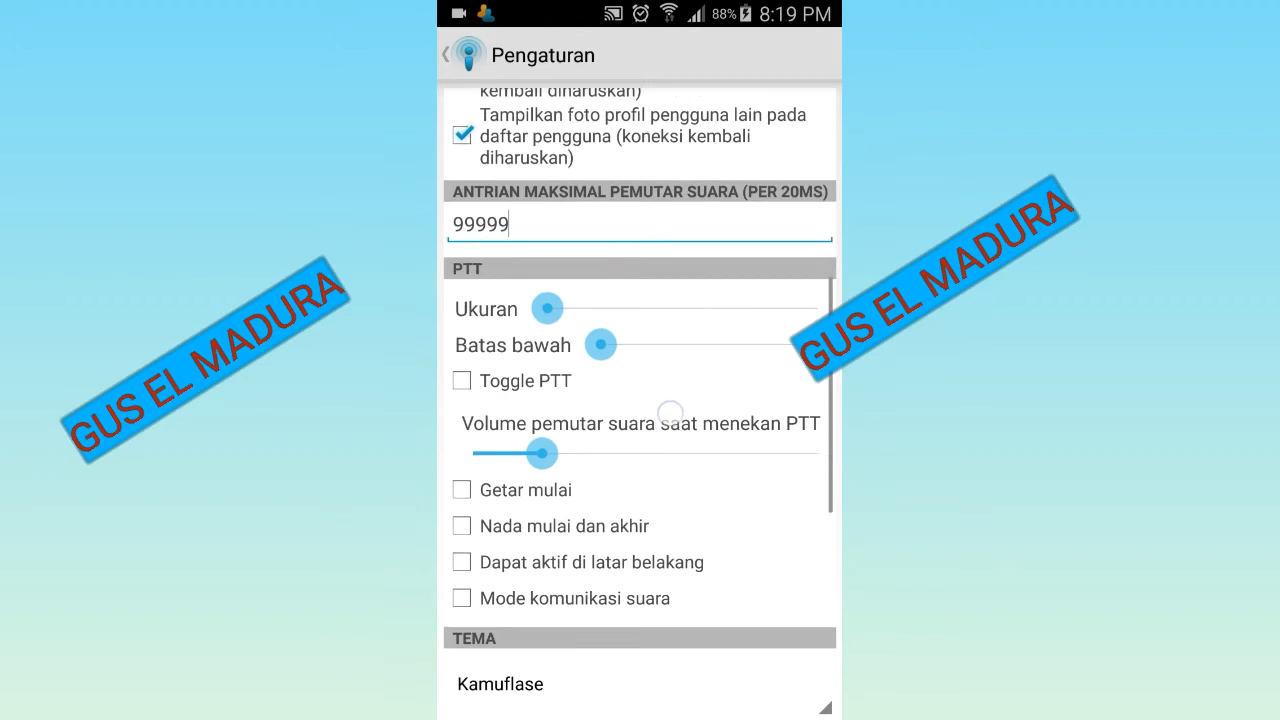 88% 8:19 PM
Pengaturan
kembali diharuskan)
Tampilkan foto profil pengguna lain pada
daftar pengguna (koneksi kembali
diharuskan)
ANTRIAN MAKSIMAL PEMUTAR SUARA (PER 20MS)
99999
PTT
Ukuran
Batas bawah
Toggle PTT
Volume pemutar suara saat menekan PTT
Getar mulai
Nada mulai dan akhir
Dapat aktif di latar belakang
Mode komunikasi suara
TEMA
Kamuflase
GUS EL MADURA
GUS EL MADURA